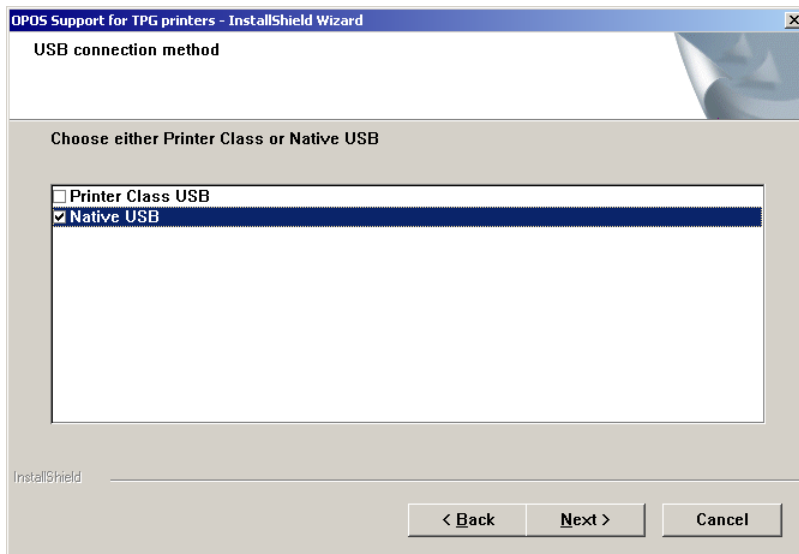 OPOS Support for TPG printers - InstallShield Wizard
USB connection method
Choose either Printer Class or Native USB
Printer Class USB
Native USB
InstallShield
< Back
Next >
Cancel